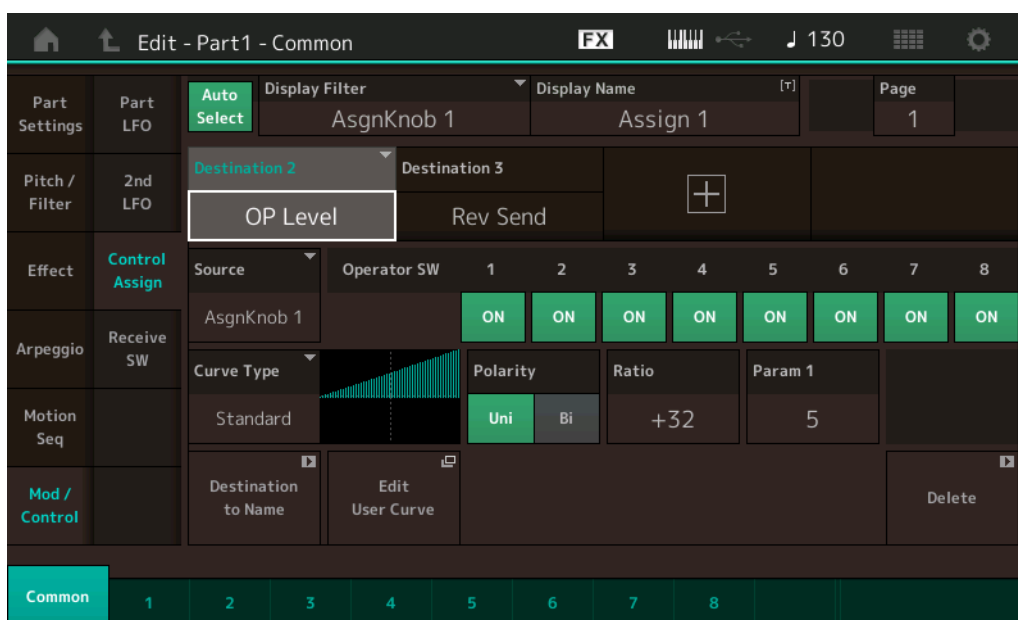 Edit - Part1 - Common
FX
130
Part Settings
Part LFO
Auto Select
Display Filter
AsgnKnob 1
Display Name
[T]
Assign 1
Page
1
Pitch / Filter
2nd LFO
Destination 2
OP Level
Destination 3
Rev Send
Effect
Control Assign
Source
AsgnKnob 1
Operator SW
1 2 3 4 5 6 7 8
ON ON ON ON ON ON ON ON
Arpeggio
Receive SW
Curve Type
Standard
Polarity
Uni Bi
Ratio
+32
Param 1
5
Motion Seq
Mod / Control
Destination to Name
Edit User Curve
Delete
Common 1 2 3 4 5 6 7 8